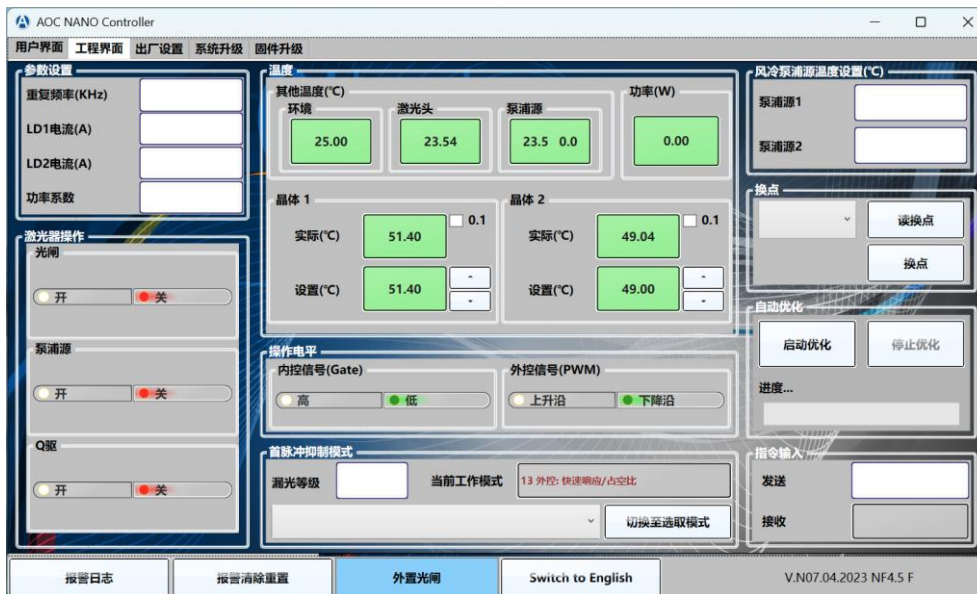 AOC NANO Controller
用户界面 工程界面 出厂设置 系统升级 固件升级
参数设置
重复频率(KHz)
LD1电流(A)
LD2电流(A)
功率系数
激光器操作
光闸
开 关
泵浦源
开 关
Q驱
开 关
温度
其他温度(℃)
环境 激光头 泵浦源
25.00 23.54 23.5 0.0
功率(W)
0.00
晶体 1
0.1
实际(℃) 51.40
设置(℃) 51.40
晶体 2
0.1
实际(℃) 49.04
设置(℃) 49.00
操作电平
内控信号(Gate)
高 低
外控信号(PWM)
上升沿 下降沿
首脉冲抑制模式
漏光等级 当前工作模式 13 外控: 快速响应/占空比
切换至选取模式
风冷泵浦源温度设置(℃)
泵浦源1
泵浦源2
换点
读换点
换点
自动优化
启动优化 停止优化
进度...
指令输入
发送
接收
报警日志 报警清除重置 外置光闸 Switch to English V.N07.04.2023 NF4.5 F